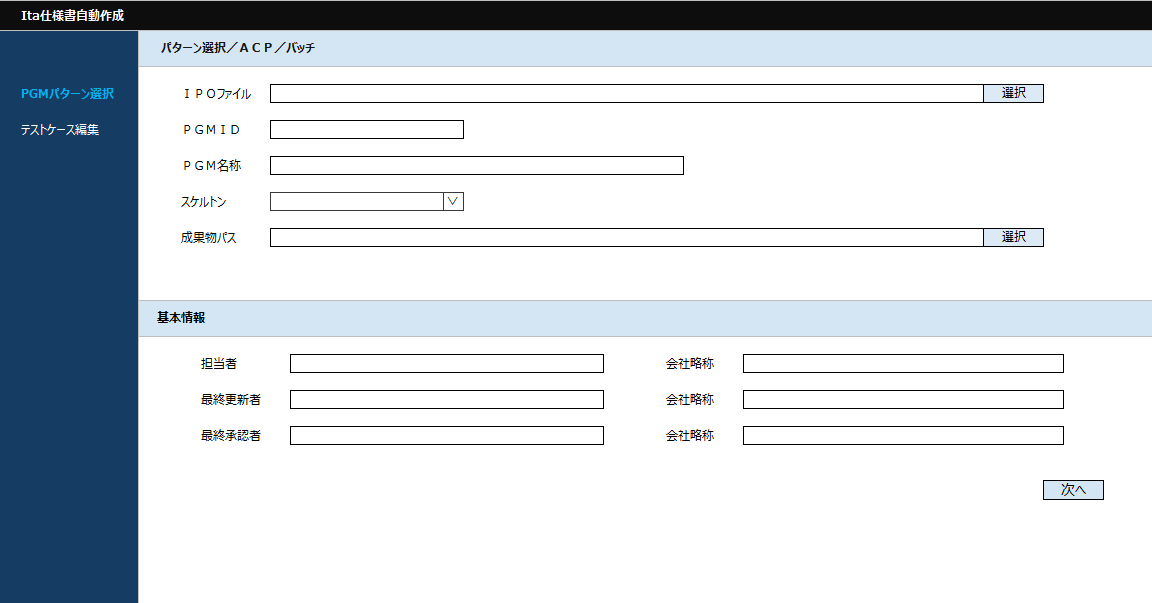 Ita仕様書自動作成
パターン選択／ＡＣＰ／バッチ
PGMパターン選択
テストケース編集
ＩＰＯファイル
選択
ＰＧＭＩＤ
ＰＧＭ名称
スケルトン
成果物パス
選択
基本情報
担当者 会社略称
最終更新者 会社略称
最終承認者 会社略称
次へ